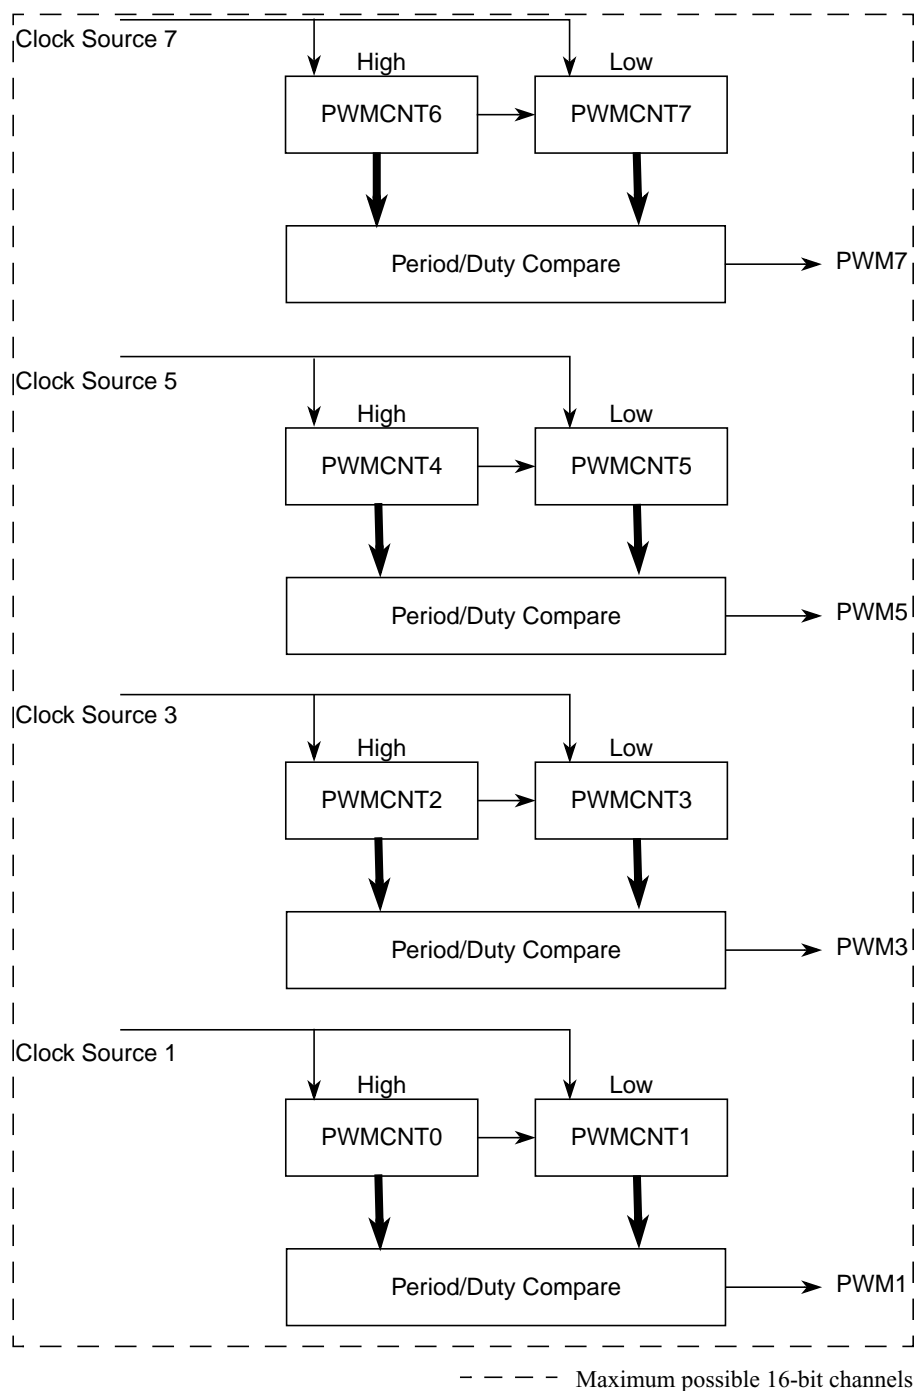 Clock Source 7
High
Low
PWMCNT6
PWMCNT7
Period/Duty Compare
PWM7
Clock Source 5
High
Low
PWMCNT4
PWMCNT5
Period/Duty Compare
PWM5
Clock Source 3
High
Low
PWMCNT2
PWMCNT3
Period/Duty Compare
PWM3
Clock Source 1
High
Low
PWMCNT0
PWMCNT1
Period/Duty Compare
PWM1
Maximum possible 16-bit channels